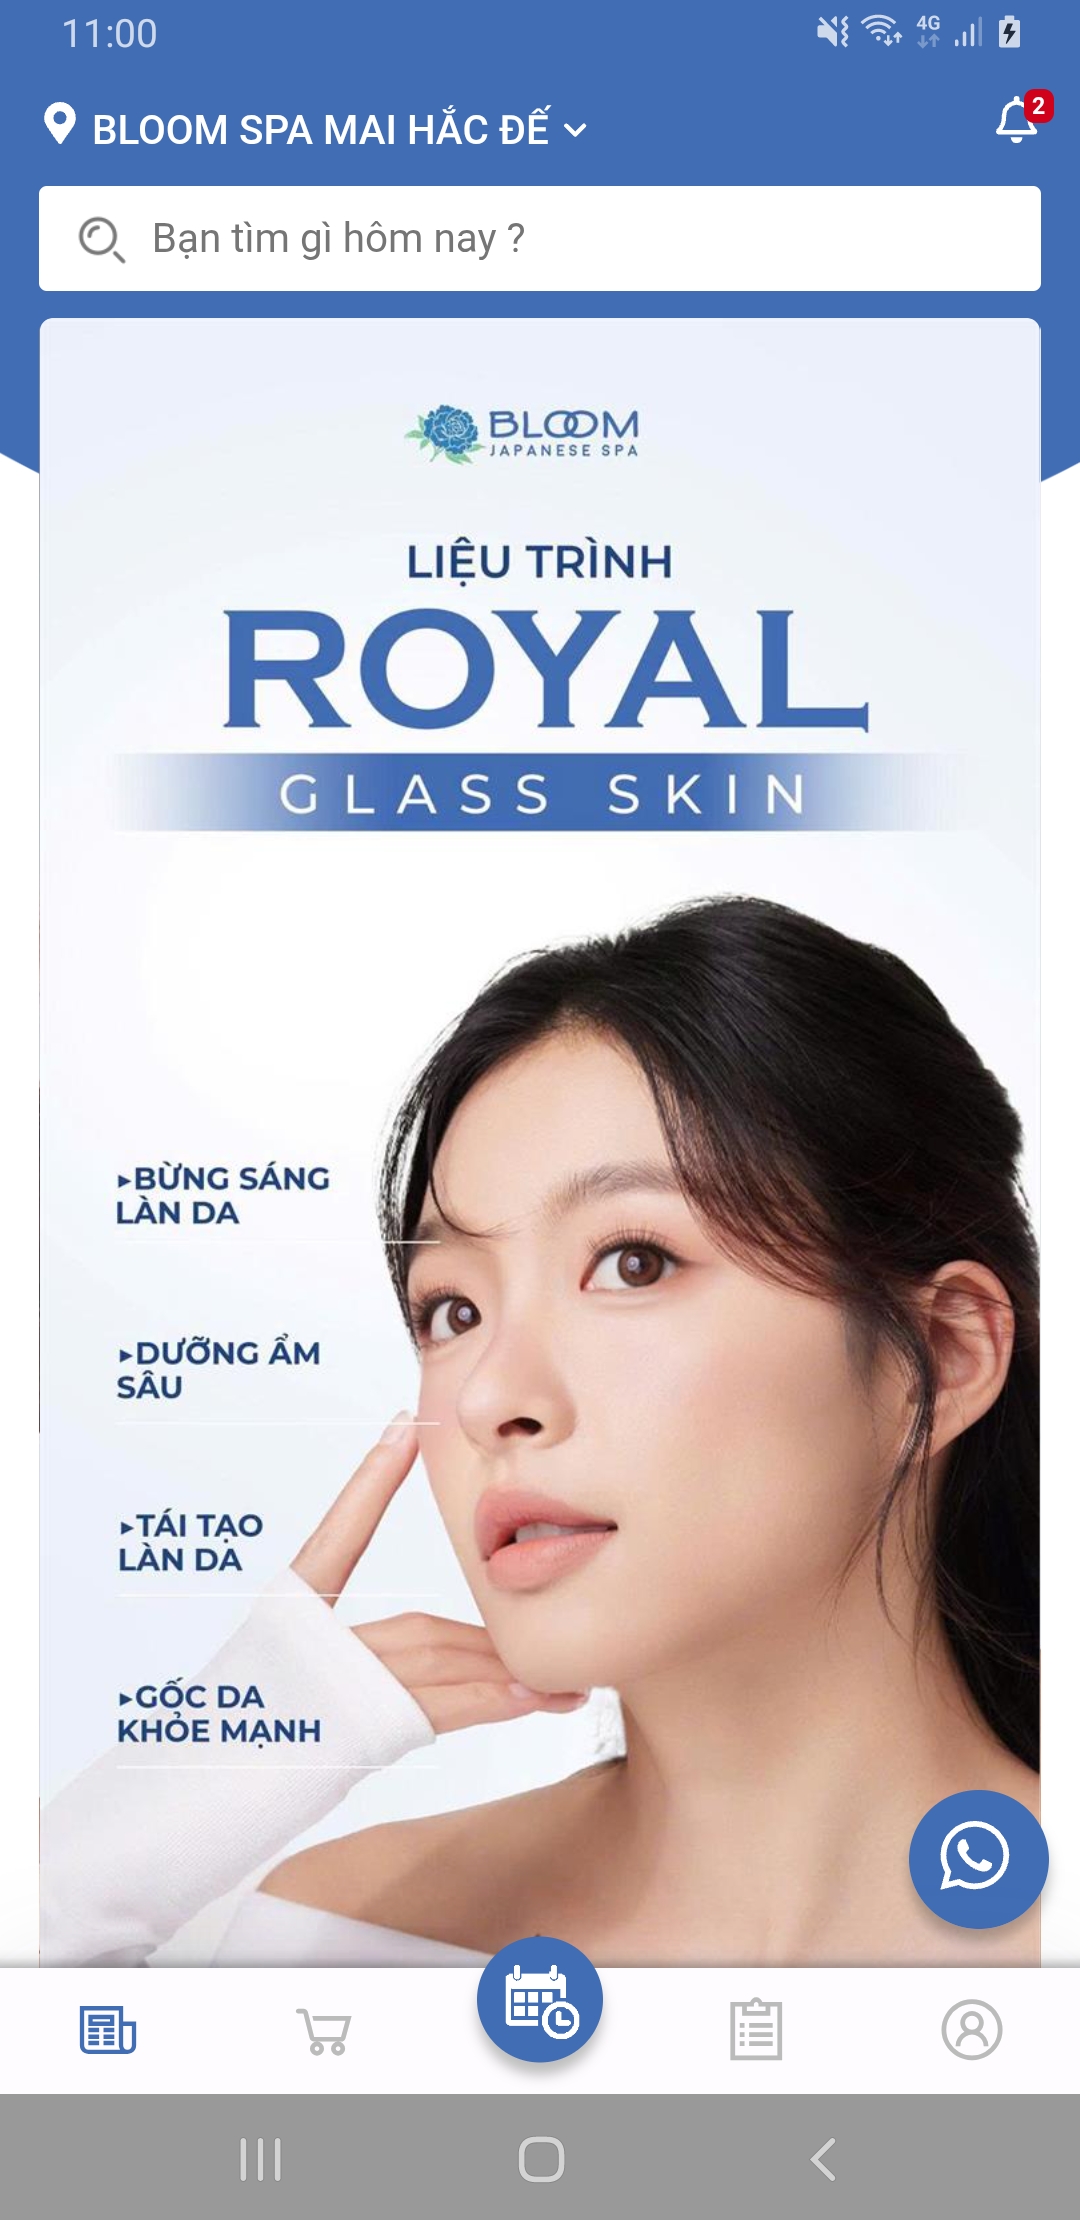 11:00
4G
BLOOM SPA MAI HẮC ĐẾ
2
Bạn tìm gì hôm nay ?
BLOOM
JAPANESE SPA
LIỆU TRÌNH
ROYAL
GLASS SKIN
▸BỪNG SÁNG
LÀN DA
▸DƯỠNG ẨM
SÂU
▸TÁI TẠO
LÀN DA
▸GỐC DA
KHỎE MẠNH